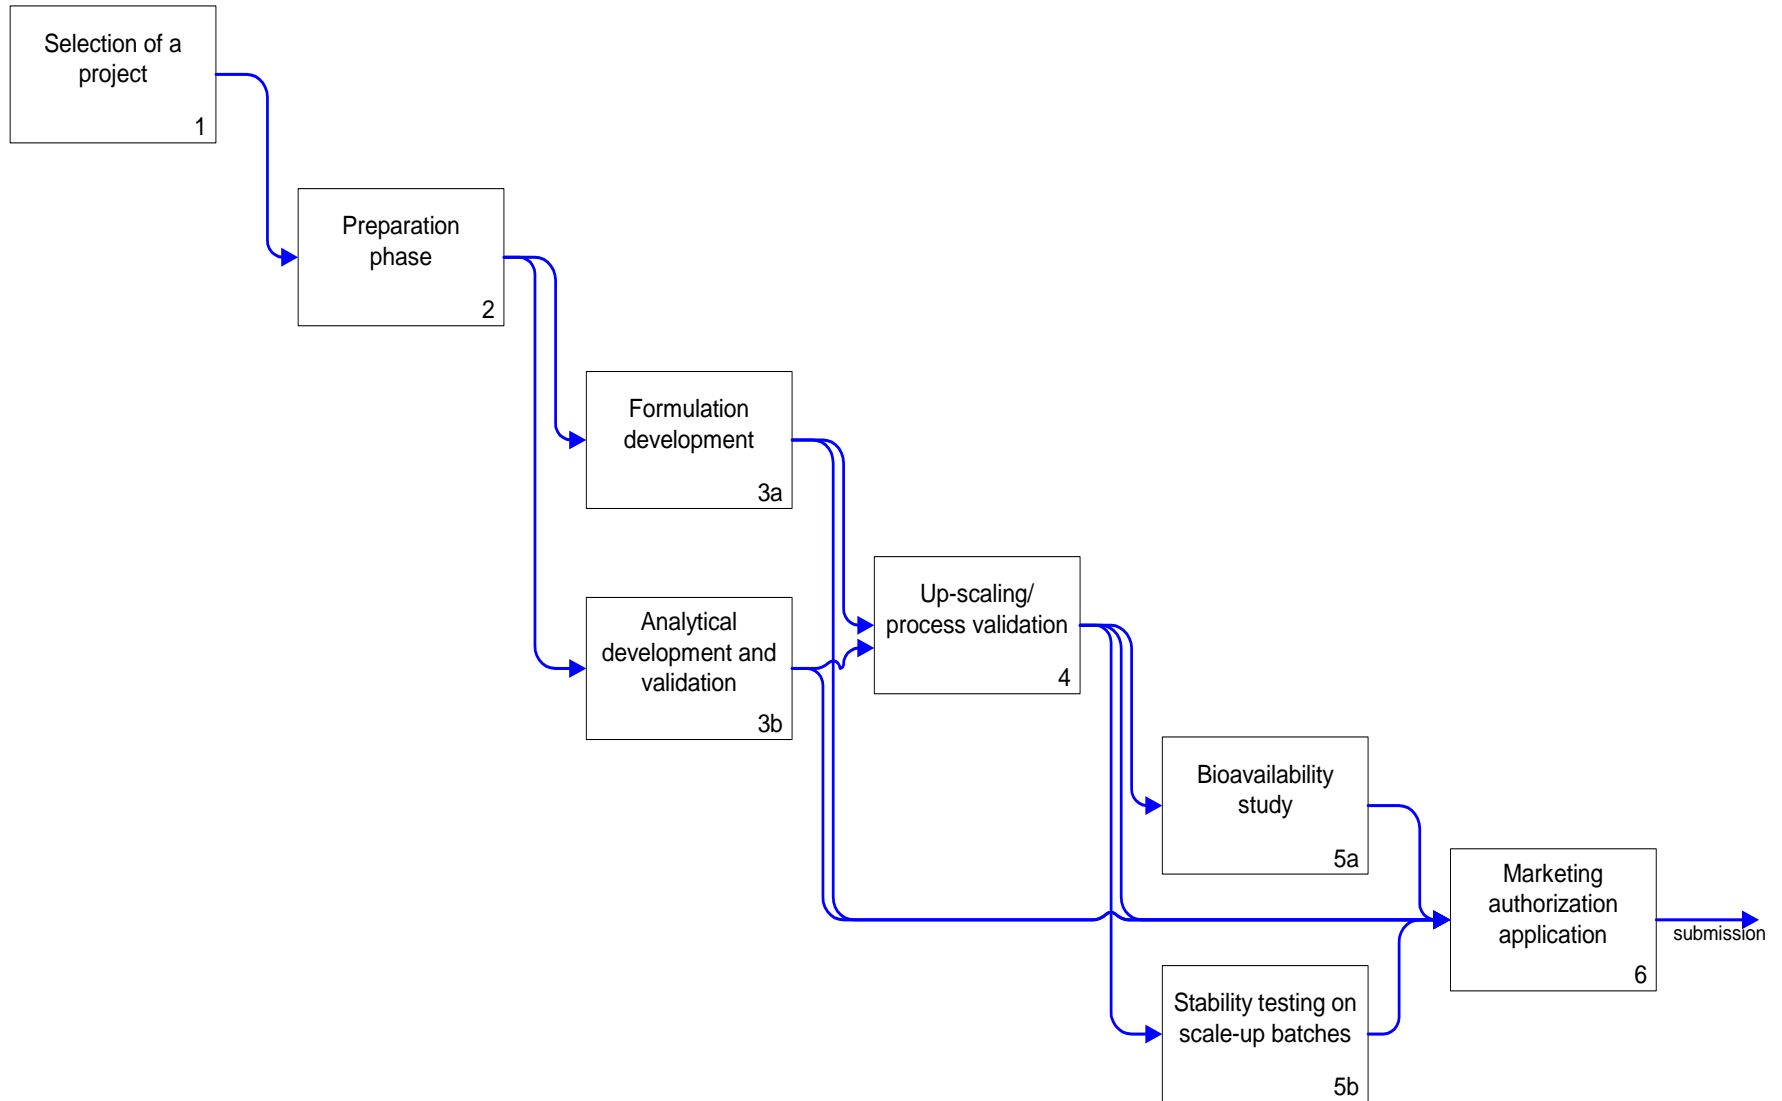 Selection of a
project
1
Preparation
phase
2
Formulation
development
3a
Analytical
development and
validation
3b
Up-scaling/
process validation
4
Bioavailability
study
5a
Marketing
authorization
application
6
submission
Stability testing on
scale-up batches
5b